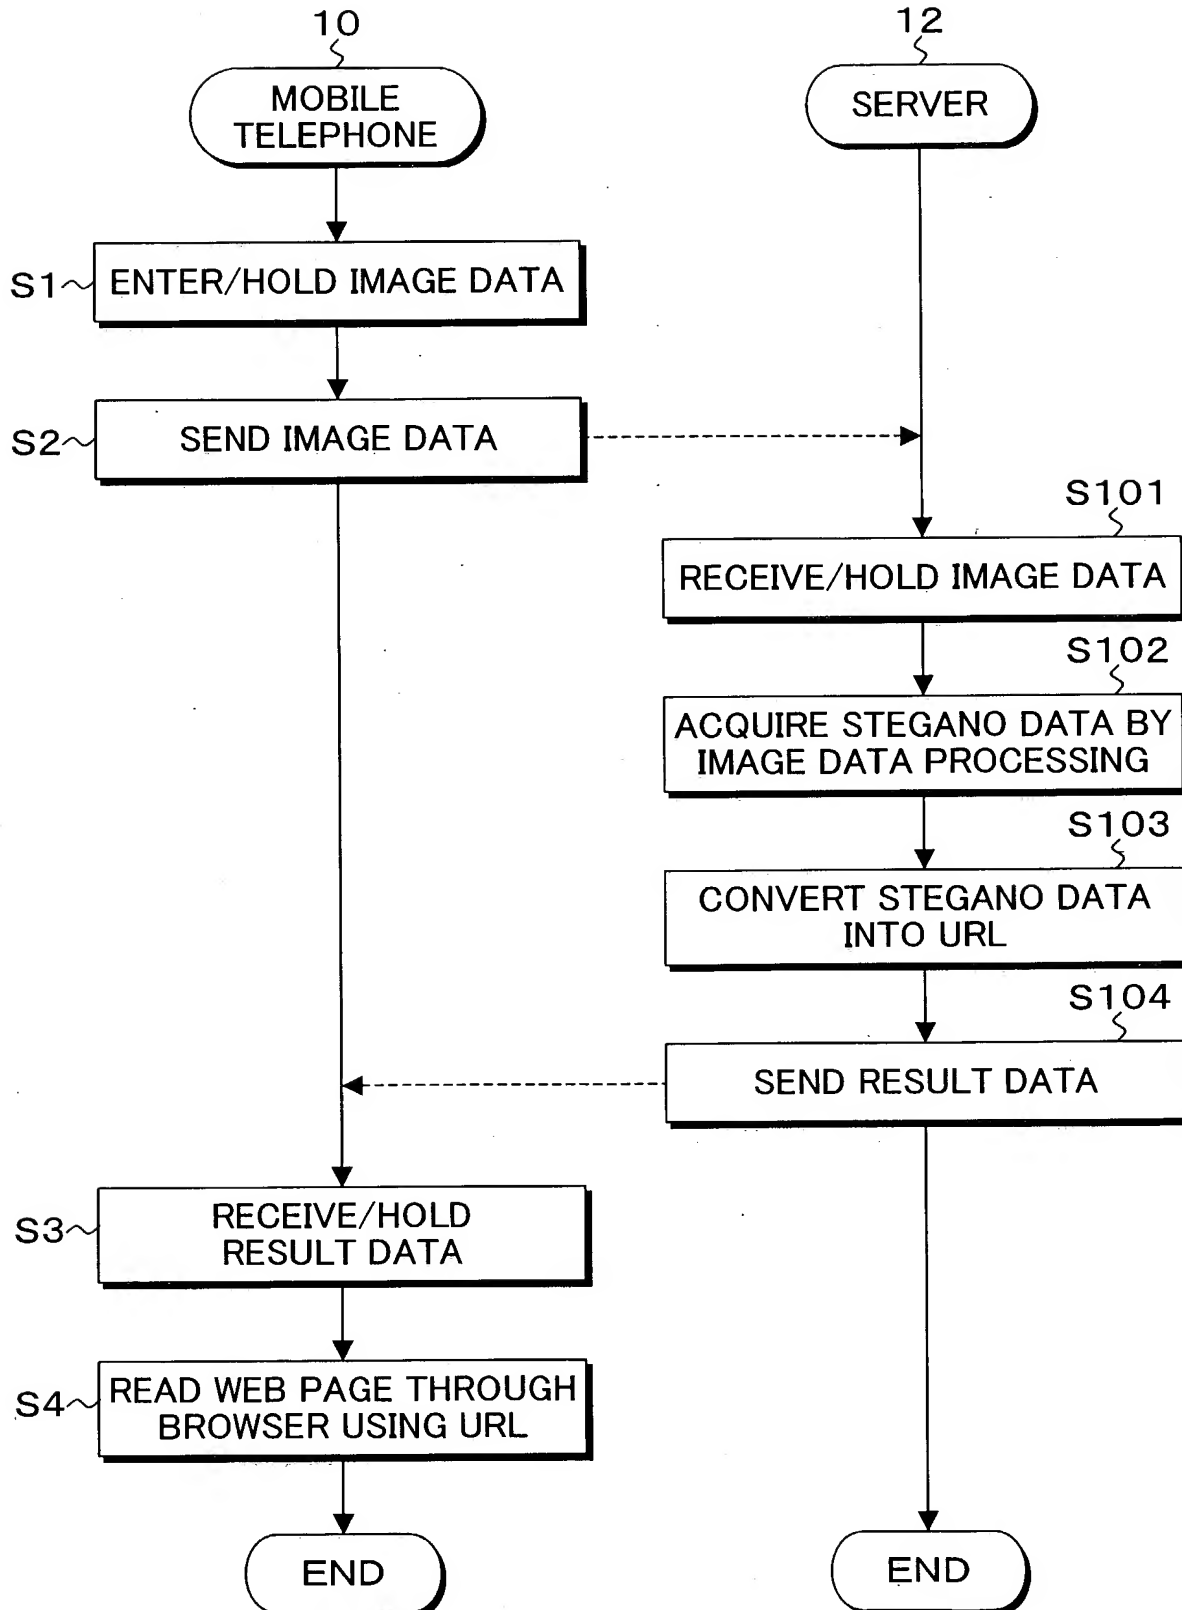 10
MOBILE
TELEPHONE
12
SERVER
S1
ENTER/HOLD IMAGE DATA
S2
SEND IMAGE DATA
S101
RECEIVE/HOLD IMAGE DATA
S102
ACQUIRE STEGANO DATA BY
IMAGE DATA PROCESSING
S103
CONVERT STEGANO DATA
INTO URL
S104
SEND RESULT DATA
S3
RECEIVE/HOLD
RESULT DATA
S4
READ WEB PAGE THROUGH
BROWSER USING URL
END
END